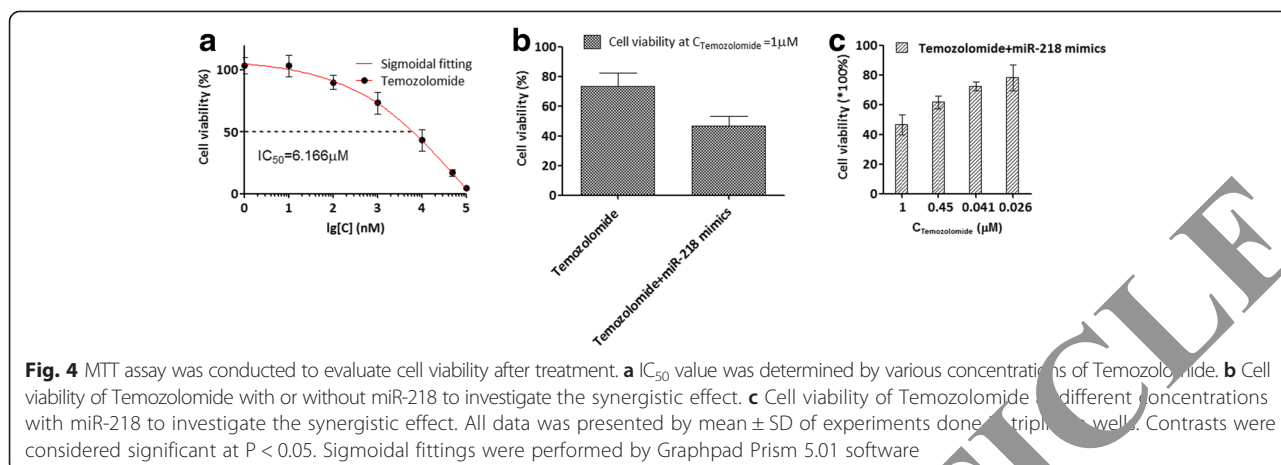 a
Cell viability (%)
100
50
0
Sigmoidal fitting
Temozolomide
IC50=6.166μM
0 1 2 3 4 5
lg[C] (nM)
b
Cell viability (%)
100
80
60
40
20
0
Cell viability at CTemozolomide=1μM
Temozolomide
Temozolomide+miR-218 mimics
c
Cell viability (*100%)
100
80
60
40
20
0
Temozolomide+miR-218 mimics
1 0.45 0.041 0.026
CTemozolomide (μM)
Fig. 4 MTT assay was conducted to evaluate cell viability after treatment. a IC50 value was determined by various concentrations of Temozolomide. b Cell
viability of Temozolomide with or without miR-218 to investigate the synergistic effect. c Cell viability of Temozolomide different concentrations
with miR-218 to investigate the synergistic effect. All data was presented by mean ± SD of experiments done wells. Contrasts were
considered significant at P < 0.05. Sigmoidal fittings were performed by Graphpad Prism 5.01 software
ICLE